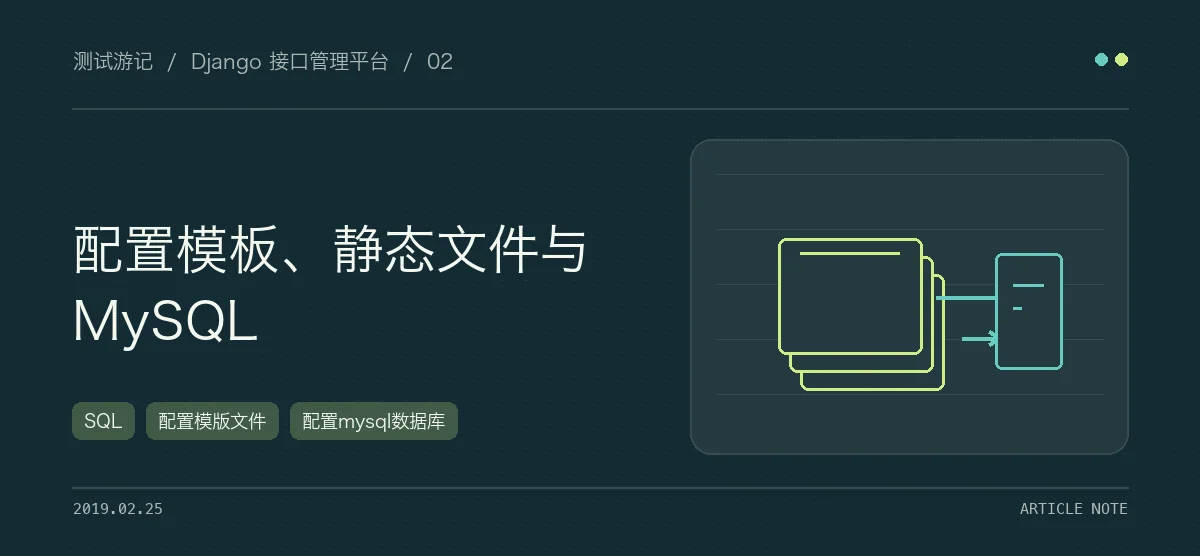 测试游记 / Django 接口管理平台 / 02
配置模板、静态文件与
MySQL
SQL 配置模版文件 配置mysql数据库
2019.02.25 ARTICLE NOTE